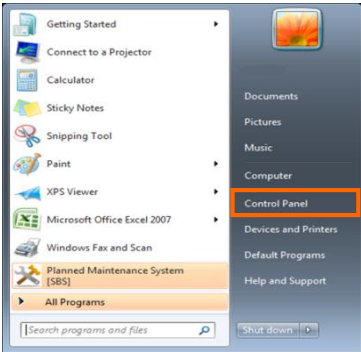 Getting Started
Connect to a Projector
Calculator
Sticky Notes
Snipping Tool
Paint
XPS Viewer
Microsoft Office Excel 2007
Windows Fax and Scan
Planned Maintenance System
[SBS]
All Programs
Search programs and files
Documents
Pictures
Music
Computer
Control Panel
Devices and Printers
Default Programs
Help and Support
Shut down